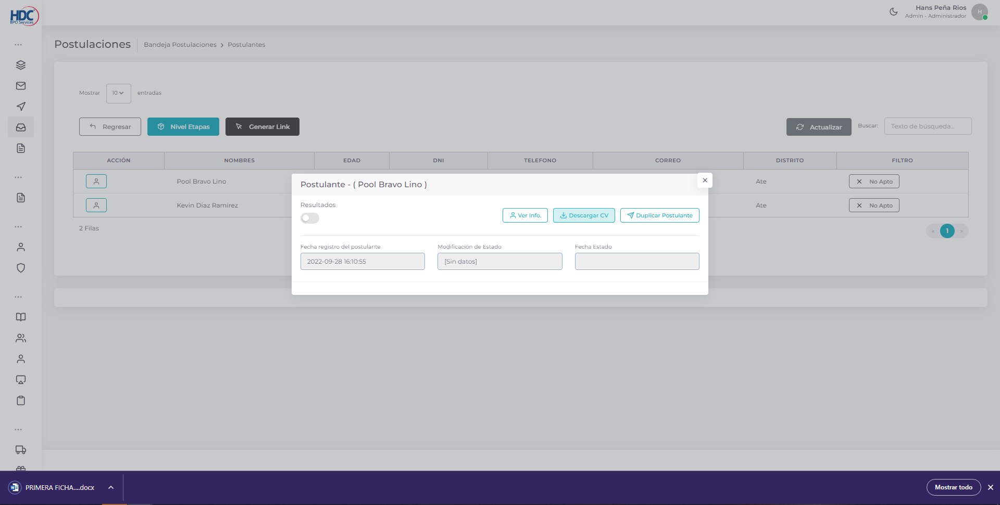 HDC
BPO Services
Hans Peña Rios
Admin - Administrador
H
Postulaciones
Bandeja Postulaciones > Postulantes
Mostrar 10 entradas
Regresar
Nivel Etapas
Generar Link
Actualizar
Buscar:
Texto de búsqueda...
ACCIÓN NOMBRES EDAD DNI TELEFONO CORREO DISTRITO FILTRO
Pool Bravo Lino Ate No Apto
Kevin Diaz Ramirez Ate No Apto
2 Filas
« 1 »
Postulante - ( Pool Bravo Lino )
Resultados
Ver Info.
Descargar CV
Duplicar Postulante
Fecha registro del postulante Modificación de Estado Fecha Estado
2022-09-28 16:10:55 [Sin datos]
PRIMERA FICHA....docx
Mostrar todo